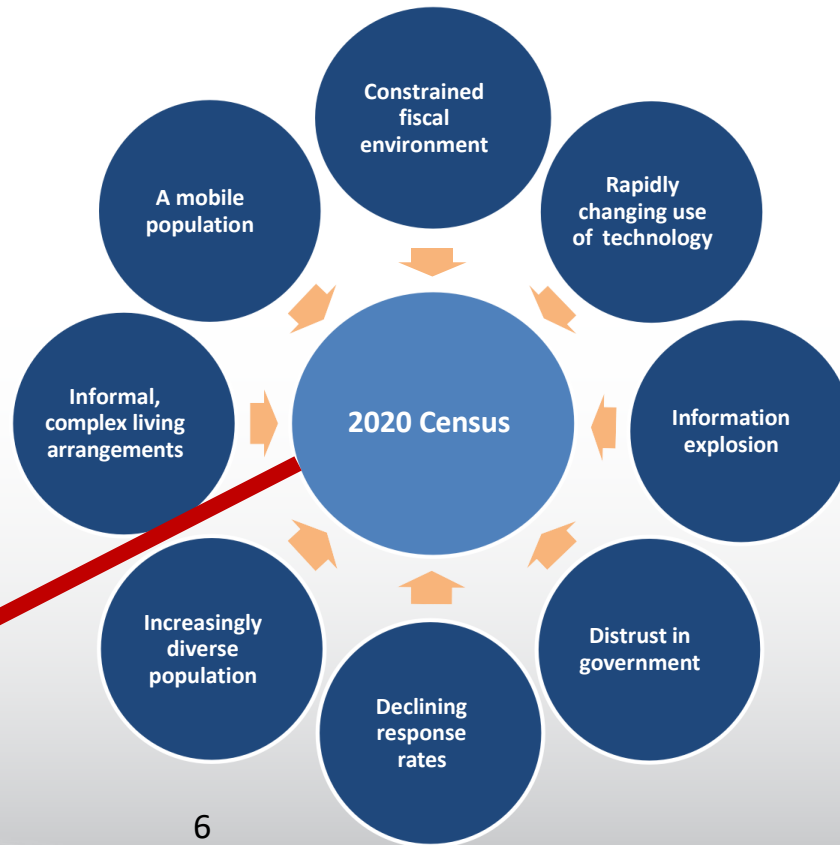 Constrained
fiscal
environment
Rapidly
changing use
of technology
Information
explosion
Distrust in
government
Declining
response
rates
Increasingly
diverse
population
Informal,
complex living
arrangements
A mobile
population
2020 Census
6